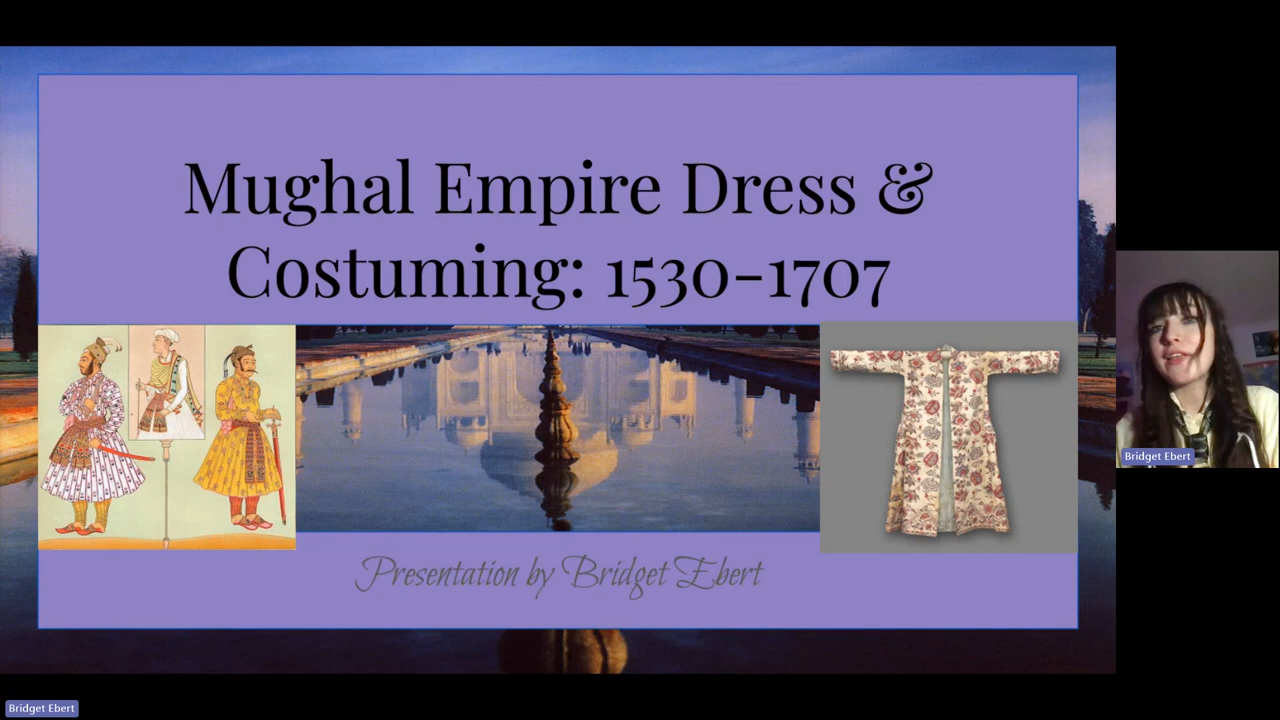 Mughal Empire Dress &
Costuming: 1530-1707
Presentation by Bridget Ebert
Bridget Ebert
Bridget Ebert